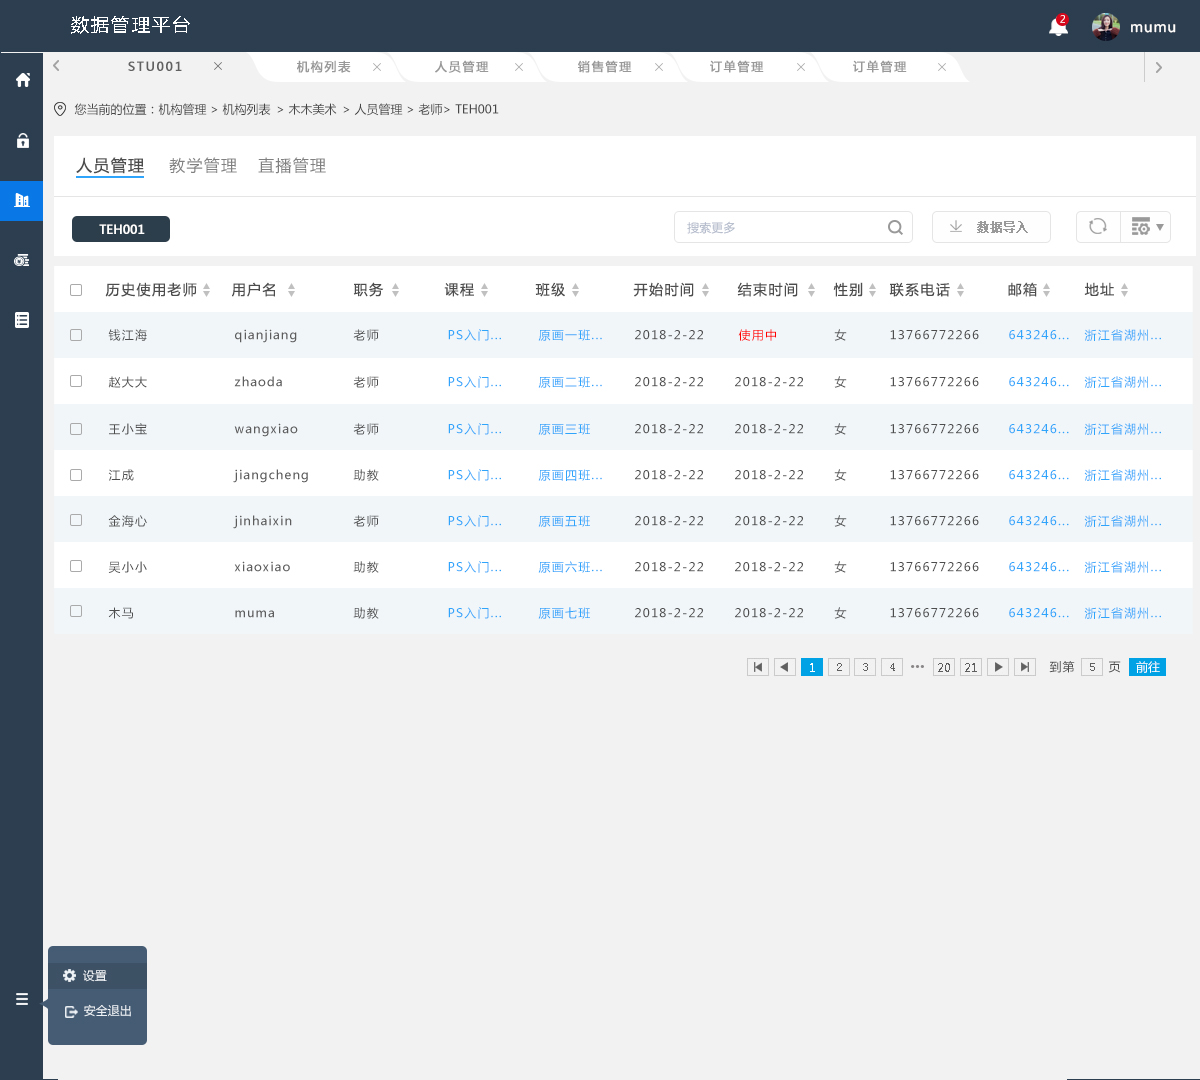 数据管理平台
2
mumu
STU001
机构列表
人员管理
销售管理
订单管理
订单管理
您当前的位置：机构管理 > 机构列表 > 木木美术 > 人员管理 > 老师> TEH001
人员管理 教学管理 直播管理
TEH001
搜索更多
数据导入
历史使用老师 用户名 职务 课程 班级 开始时间 结束时间 性别 联系电话 邮箱 地址
钱江海 qianjiang 老师 PS入门... 原画一班... 2018-2-22 使用中 女 13766772266 643246... 浙江省湖州...
赵大大 zhaoda 老师 PS入门... 原画二班... 2018-2-22 2018-2-22 女 13766772266 643246... 浙江省湖州...
王小宝 wangxiao 老师 PS入门... 原画三班 2018-2-22 2018-2-22 女 13766772266 643246... 浙江省湖州...
江成 jiangcheng 助教 PS入门... 原画四班... 2018-2-22 2018-2-22 女 13766772266 643246... 浙江省湖州...
金海心 jinhaixin 老师 PS入门... 原画五班 2018-2-22 2018-2-22 女 13766772266 643246... 浙江省湖州...
吴小小 xiaoxiao 助教 PS入门... 原画六班... 2018-2-22 2018-2-22 女 13766772266 643246... 浙江省湖州...
木马 muma 助教 PS入门... 原画七班 2018-2-22 2018-2-22 女 13766772266 643246... 浙江省湖州...
1 2 3 4 ••• 20 21 到第 5 页 前往
设置
安全退出